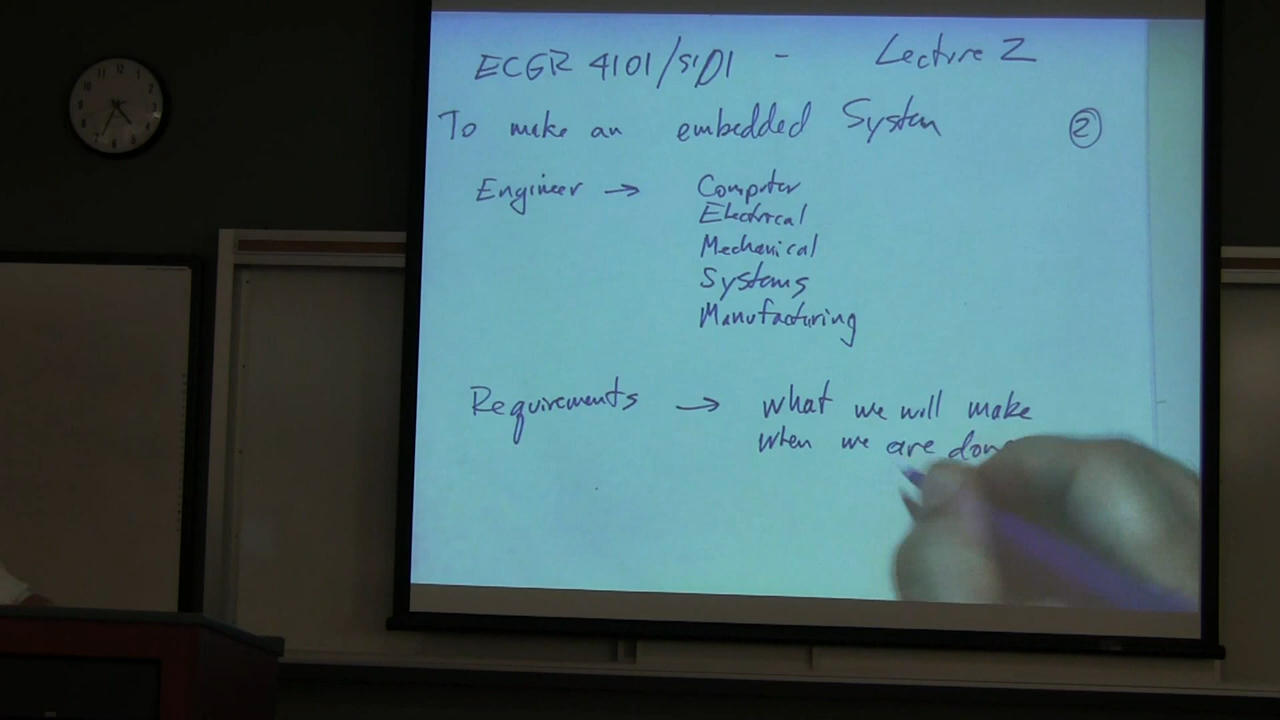 ECGR 4101/5101 - Lecture 2
To make an embedded System 2
Engineer → Computer
Electrical
Mechanical
Systems
Manufacturing
Requirements → what we will make
when we are don